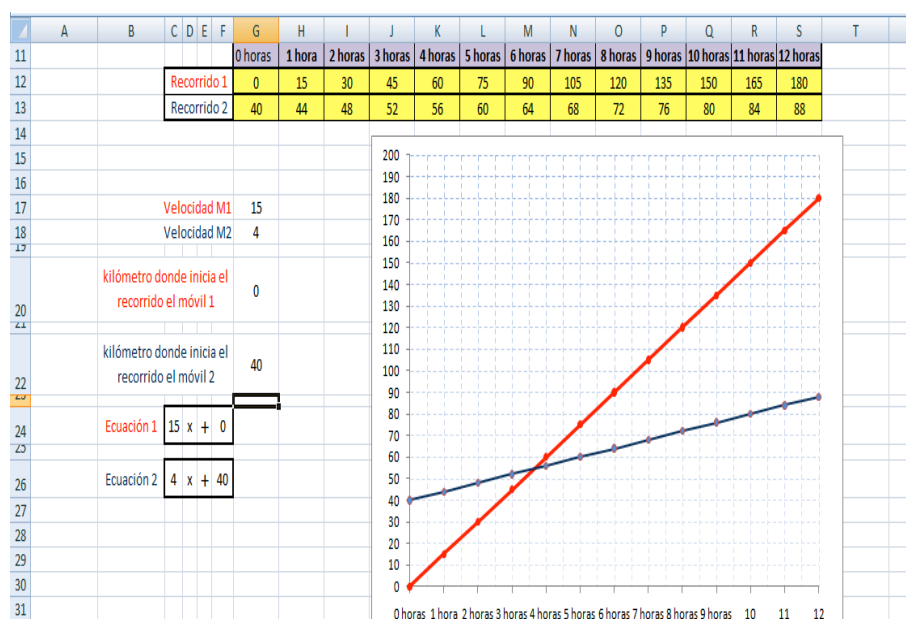 A B C D E F G H I J K L M N O P Q R S T
11 0 horas 1 hora 2 horas 3 horas 4 horas 5 horas 6 horas 7 horas 8 horas 9 horas 10 horas 11 horas 12 horas
12 Recorrido 1 0 15 30 45 60 75 90 105 120 135 150 165 180
13 Recorrido 2 40 44 48 52 56 60 64 68 72 76 80 84 88
14
15
16
17 Velocidad M1 15
18 Velocidad M2 4
19
kilómetro donde inicia el
20 recorrido el móvil 1 0
21
kilómetro donde inicia el
22 recorrido el móvil 2 40
23
24 Ecuación 1 15 x + 0
25
26 Ecuación 2 4 x + 40
27
28
29
30
31
200
190
180
170
160
150
140
130
120
110
100
90
80
70
60
50
40
30
20
10
0
0 horas 1 hora 2 horas 3 horas 4 horas 5 horas 6 horas 7 horas 8 horas 9 horas 10 11 12